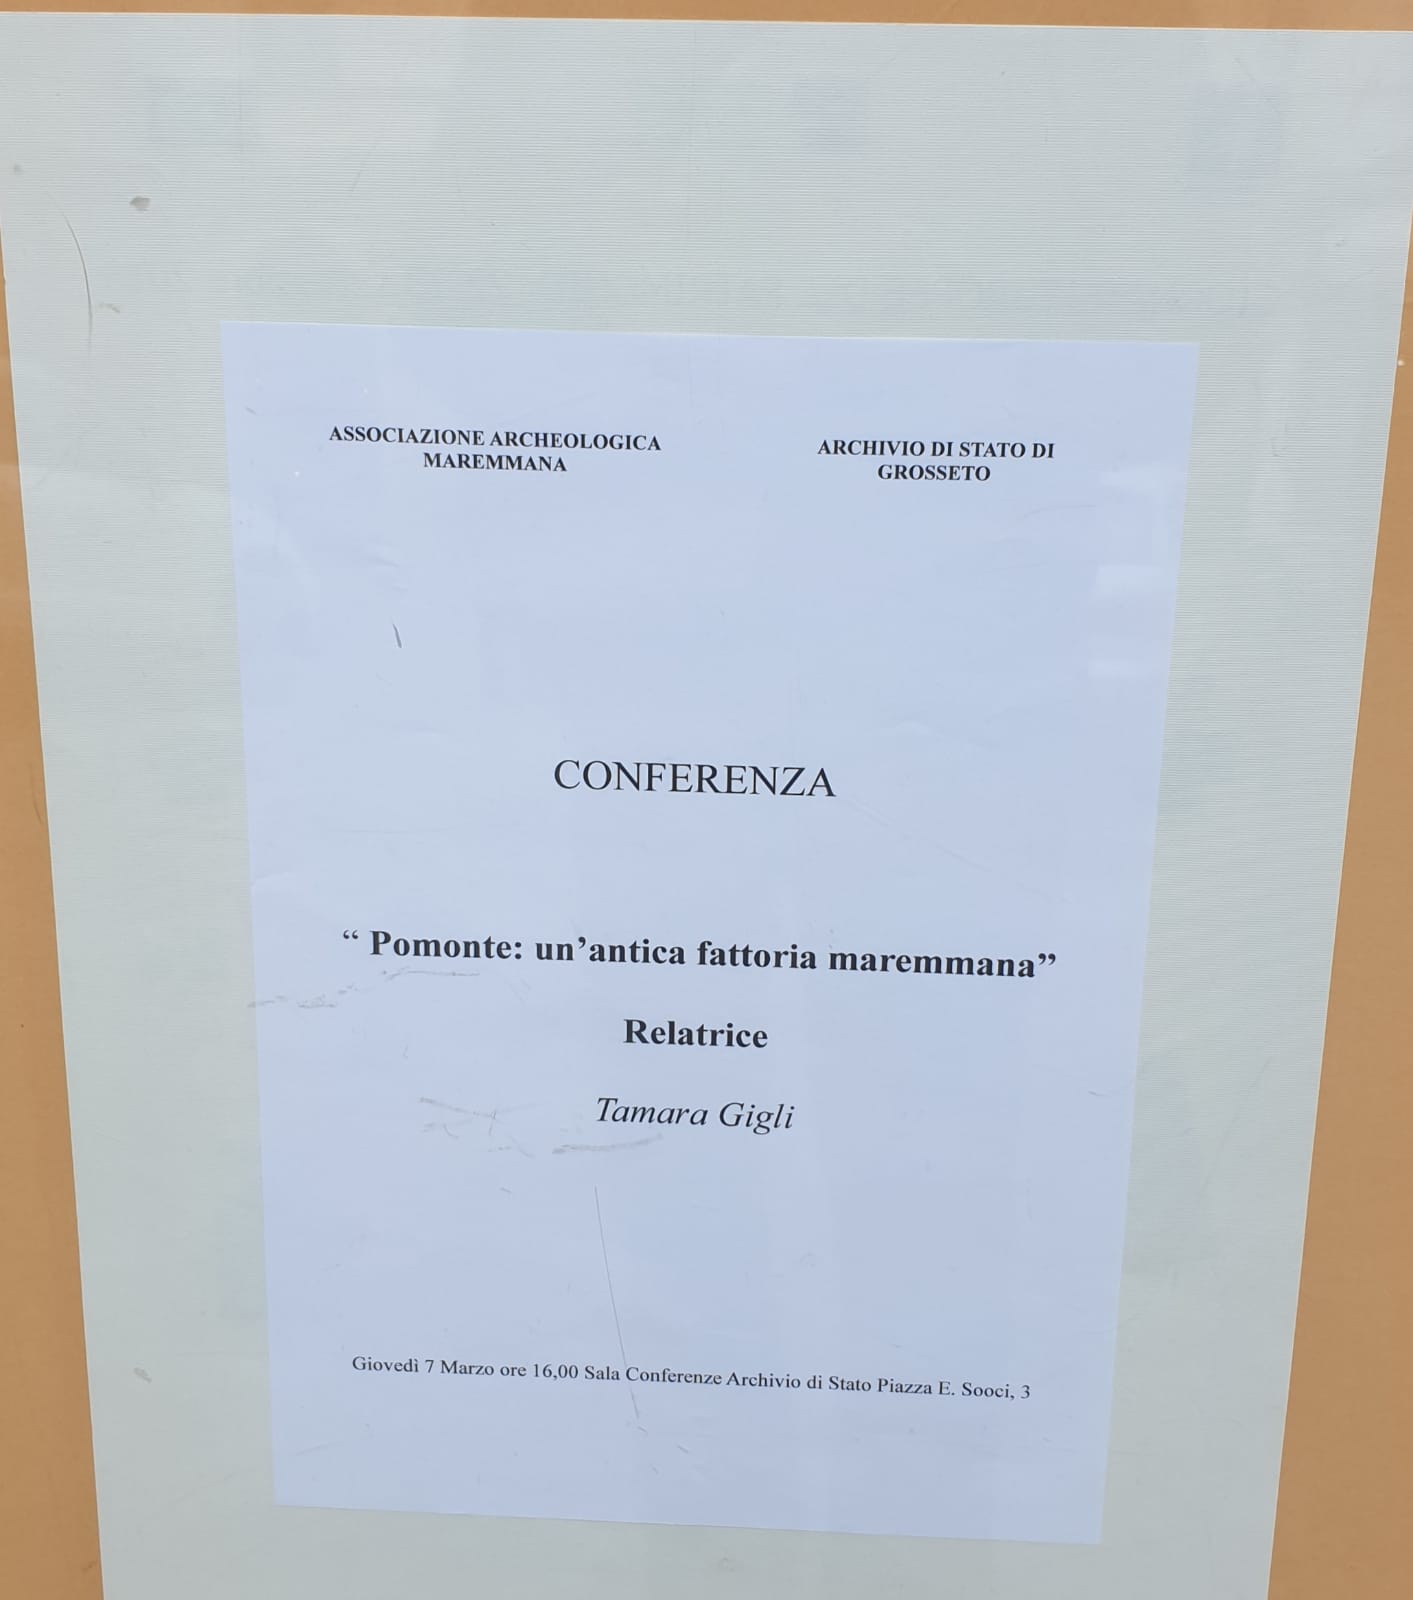 ASSOCIAZIONE ARCHEOLOGICA
MAREMMANA
ARCHIVIO DI STATO DI
GROSSETO
CONFERENZA
“ Pomonte: un’antica fattoria maremmana”
Relatrice
Tamara Gigli
Giovedì 7 Marzo ore 16,00 Sala Conferenze Archivio di Stato Piazza E. Sooci, 3